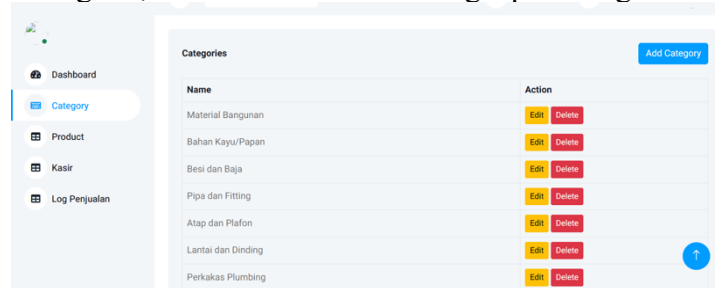 Categories
Add Category
Dashboard
Category
Product
Kasir
Log Penjualan
Name Action
Material Bangunan Edit Delete
Bahan Kayu/Papan Edit Delete
Besi dan Baja Edit Delete
Pipa dan Fitting Edit Delete
Atap dan Plafon Edit Delete
Lantai dan Dinding Edit Delete
Perkakas Plumbing Edit Delete